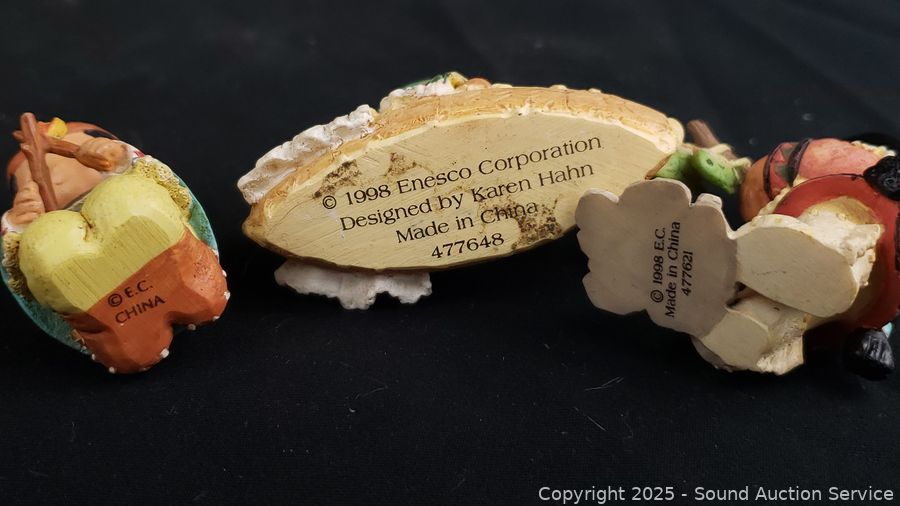 © E.C.
CHINA
© 1998 Enesco Corporation
Designed by Karen Hahn
Made in China
477648
© 1998 E.C.
Made in China
477621
Copyright 2025 - Sound Auction Service